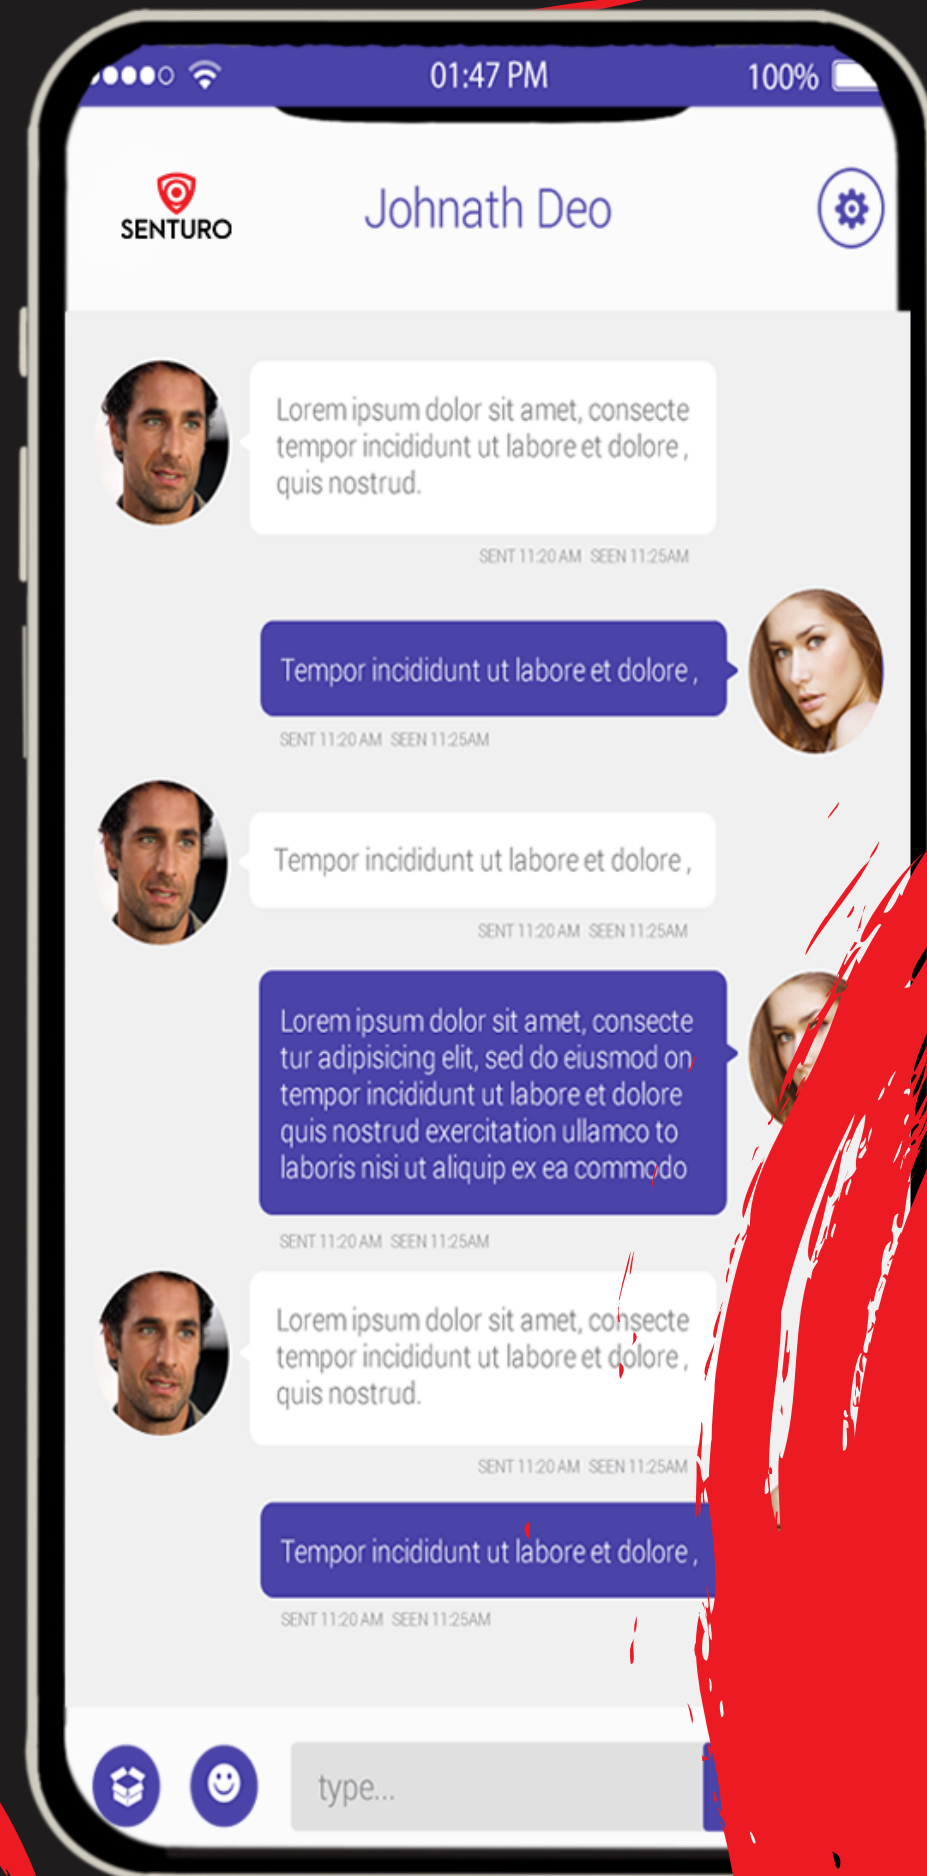 01:47 PM
100%
SENTURO
Johnath Deo
Lorem ipsum dolor sit amet, consecte
tempor incididunt ut labore et dolore ,
quis nostrud.
SENT 11:20 AM SEEN 11:25AM
Tempor incididunt ut labore et dolore ,
SENT 11:20 AM SEEN 11:25AM
Tempor incididunt ut labore et dolore ,
SENT 11:20 AM SEEN 11:25AM
Lorem ipsum dolor sit amet, consecte
tur adipisicing elit, sed do eiusmod on
tempor incididunt ut labore et dolore
quis nostrud exercitation ullamco to
laboris nisi ut aliquip ex ea commodo
SENT 11:20 AM SEEN 11:25AM
Lorem ipsum dolor sit amet, consecte
tempor incididunt ut labore et dolore ,
quis nostrud.
SENT 11:20 AM SEEN 11:25AM
Tempor incididunt ut labore et dolore ,
SENT 11:20 AM SEEN 11:25AM
type...